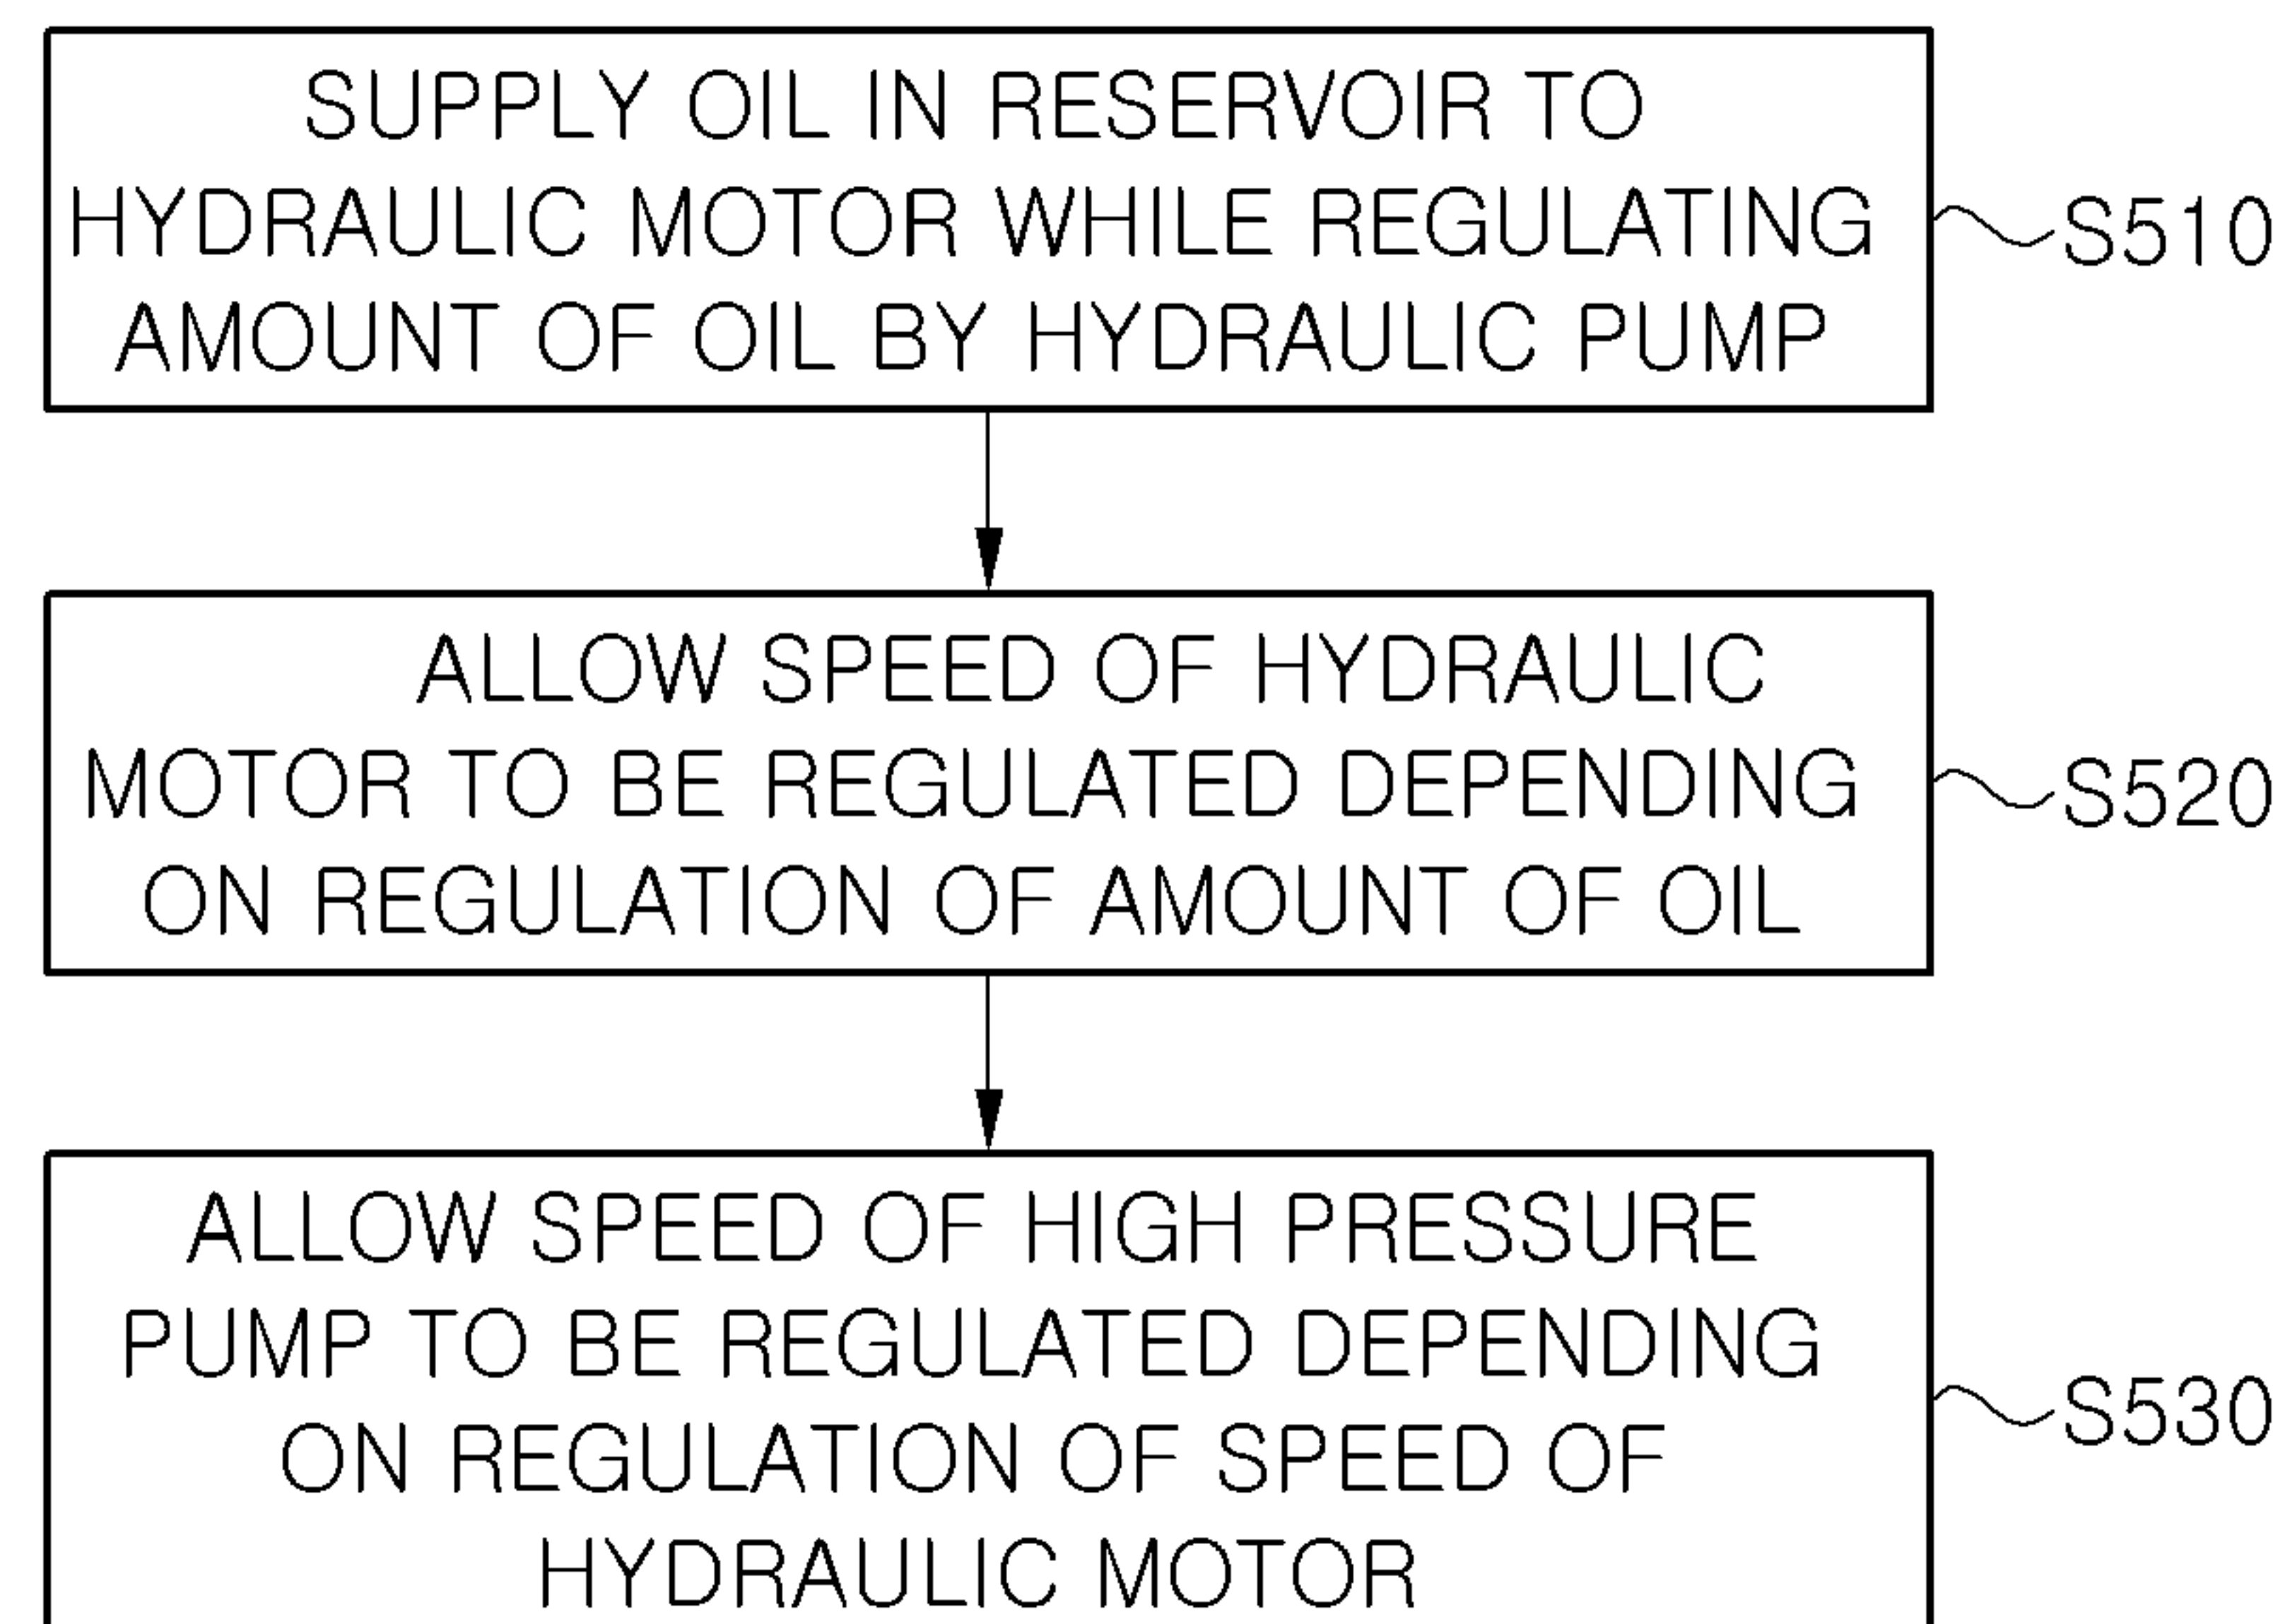 SUPPLY OIL IN RESERVOIR TO
HYDRAULIC MOTOR WHILE REGULATING
AMOUNT OF OIL BY HYDRAULIC PUMP
S510
ALLOW SPEED OF HYDRAULIC
MOTOR TO BE REGULATED DEPENDING
ON REGULATION OF AMOUNT OF OIL
S520
ALLOW SPEED OF HIGH PRESSURE
PUMP TO BE REGULATED DEPENDING
ON REGULATION OF SPEED OF
HYDRAULIC MOTOR
S530